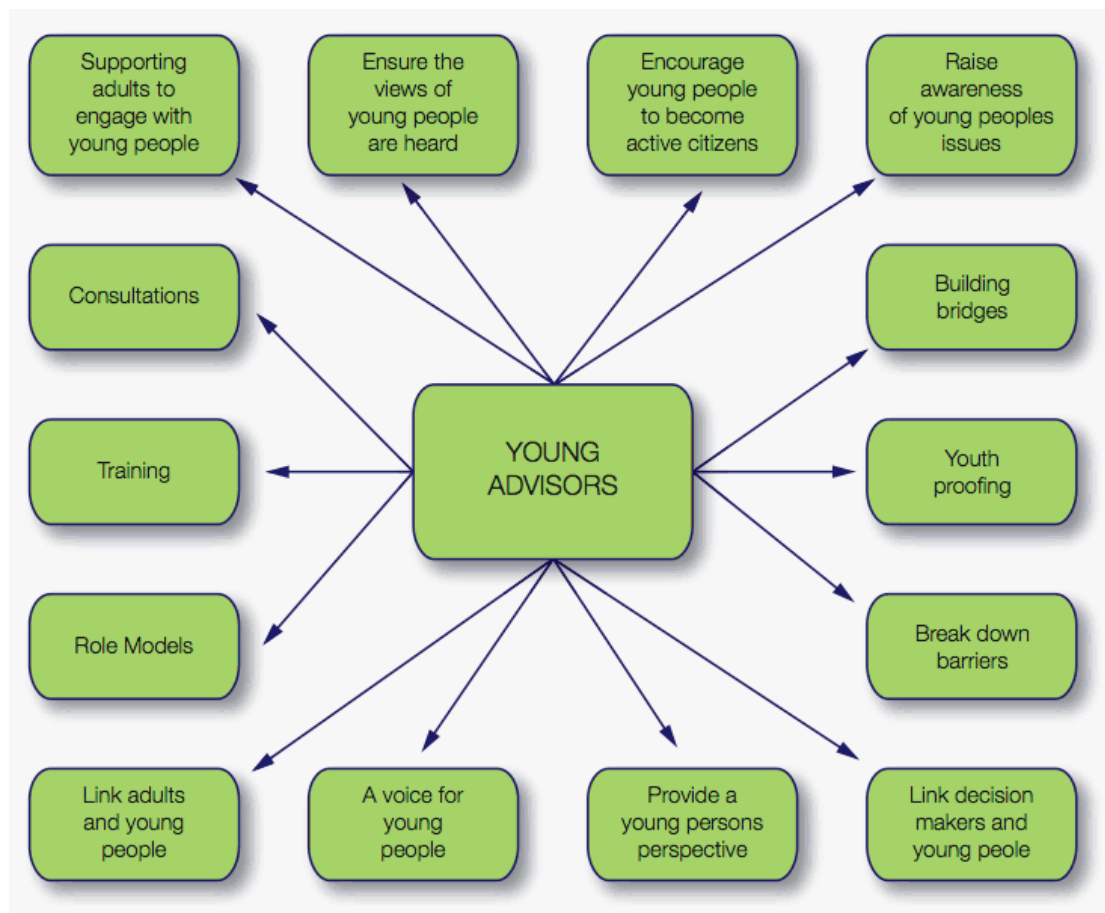 Supporting
adults to
engage with
young people
Ensure the
views of
young people
are heard
Encourage
young people
to become
active citizens
Raise
awareness
of young peoples
issues
Consultations
Building
bridges
YOUNG
ADVISORS
Training
Youth
proofing
Role Models
Break down
barriers
Link adults
and young
people
A voice for
young
people
Provide a
young persons
perspective
Link decision
makers and
young peole